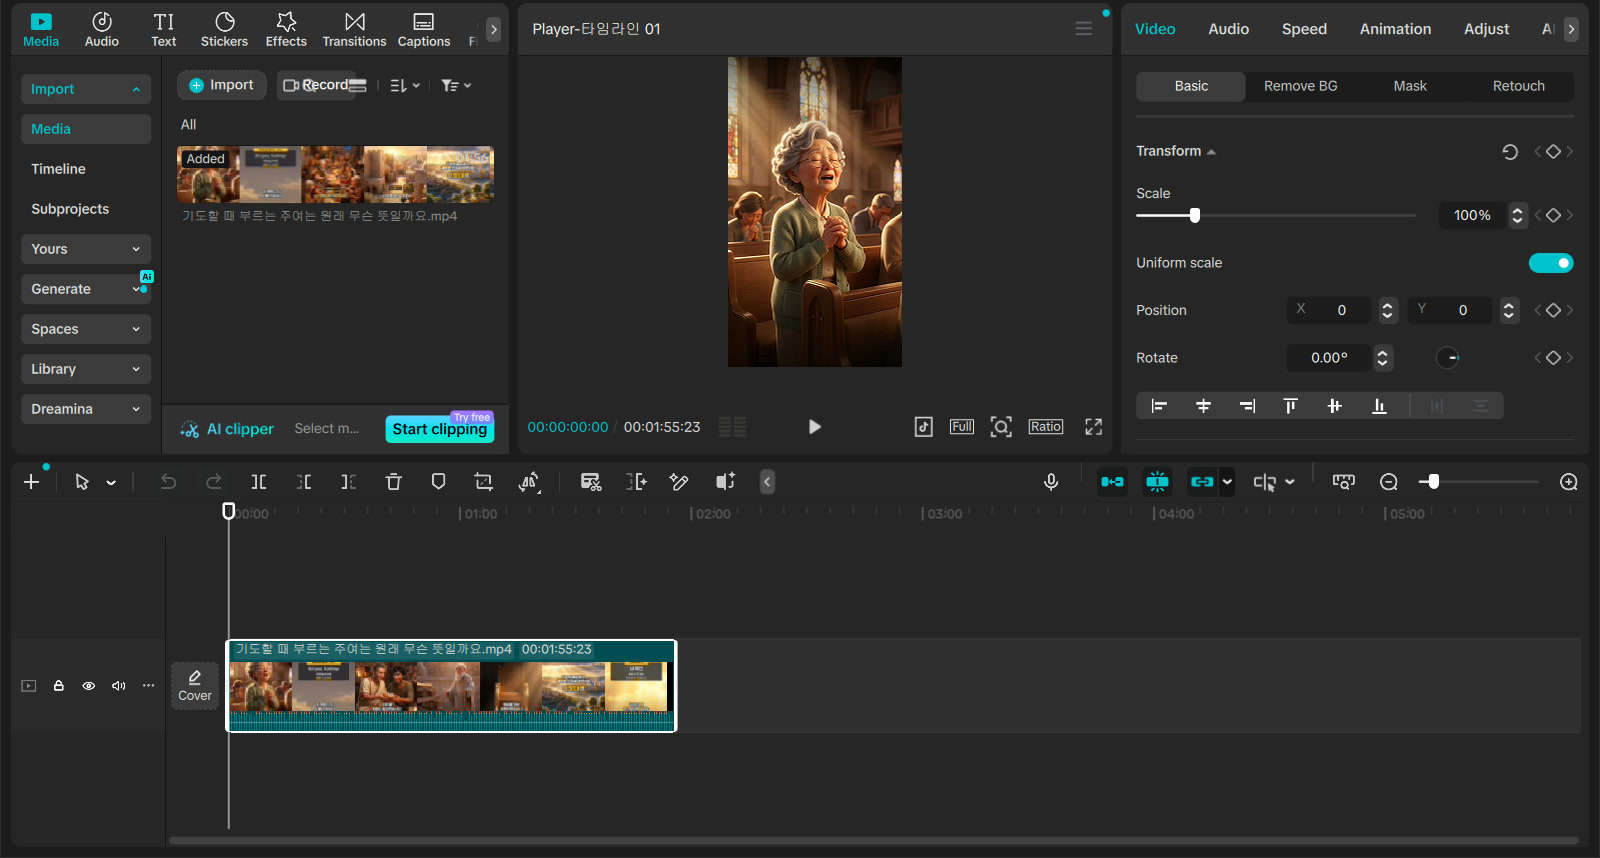 Media
Audio
Text
Stickers
Effects
Transitions
Captions
Player-타임라인 01
Video
Audio
Speed
Animation
Adjust
Import
Media
Timeline
Subprojects
Yours
Generate
Ai
Spaces
Library
Dreamina
Import
Record
All
Added
01:56
기도할 때 부르는 주여는 원래 무슨 뜻일까요.mp4
AI clipper
Select m...
Try free
Start clipping
00:00:00:00 / 00:01:55:23
Full
Ratio
Basic
Remove BG
Mask
Retouch
Transform
Scale
100%
Uniform scale
Position
X 0
Y 0
Rotate
0.00°
00:00
01:00
02:00
03:00
04:00
05:00
Cover
기도할 때 부르는 주여는 원래 무슨 뜻일까요.mp4 00:01:55:23